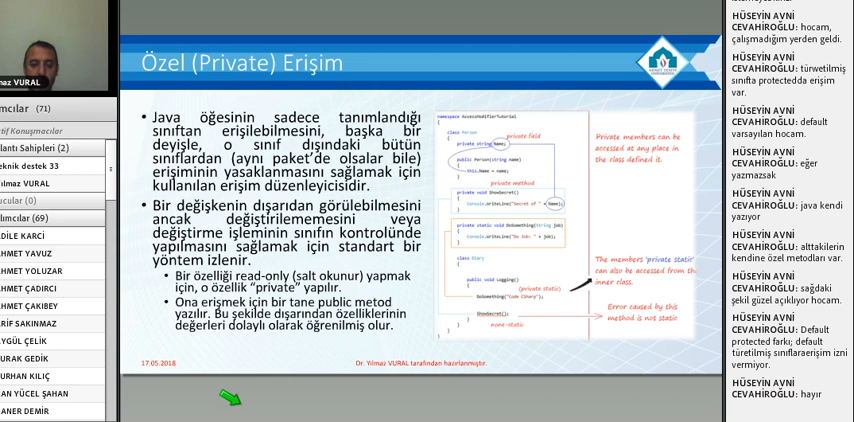 maz VURAL
mcılar (71)
tif Konuşmocılar
lantı Sahipleri (2)
eknik destek 33
ılmaz VURAL
ucular (0)
lımcılar (69)
DİLE KARCİ
HMET YAVUZ
HMET YOLUZAR
HMET ÇADIRCI
HMET ÇAKIBEY
RİF SAKINMAZ
YGÜL ÇELİK
URAK GEDİK
URHAN KILIÇ
AN YÜCEL ŞAHAN
ANER DEMİR
Özel (Private) Erişim
• Java öğesinin sadece tanımlandığı
sınıftan erişilebilmesini, başka bir
deyişle, o sınıf dışındaki bütün
sınıflardan (aynı paket'de olsalar bile)
erişiminin yasaklanmasını sağlamak için
kullanılan erişim düzenleyicisidir.
• Bir değişkenin dışarıdan görülebilmesini
ancak değiştirilememesini veya
değiştirme işleminin sınıfın kontrolünde
yapılmasını sağlamak için standart bir
yöntem izlenir.
• Bir özelliği read-only (salt okunur) yapmak
için, o özellik "private" yapılır.
• Ona erişmek için bir tane public metod
yazılır. Bu şekilde dışarıdan özelliklerinin
değerleri dolaylı olarak öğrenilmiş olur.
namespace AccessModifierTutorial
{
class Person
{
private field
private string Name;
public Person(string name)
{
this.Name = name;
}
private method
private void ShowSecret()
{
Console.WriteLine("Secret of " + Name);
}
private static void DoSomething(string job)
{
Console.WriteLine("Do Job: " + job);
}
class Diary
{
public void Logging()
{
(private static)
DoSomething("Code CSharp");
ShowSecret();
none-static
}
}
}
}
Private members can be
accessed at any place in
the class defined it.
The members 'private static'
can also be accessed from th
inner class.
Error caused by this
method is not static
17.05.2018
Dr. Yılmaz VURAL tarafından hazırlanmıştır.
HÜSEYİN AVNİ
CEVAHİROĞLU: hocam,
çalışmadığım yerden geldi.
HÜSEYİN AVNİ
CEVAHİROĞLU: türwetilmiş
sınıfta protectedda erişim
var.
HÜSEYİN AVNİ
CEVAHİROĞLU: default
varsayılan hocam.
HÜSEYİN AVNİ
CEVAHİROĞLU: eğer
yazmazsak
HÜSEYİN AVNİ
CEVAHİROĞLU: java kendi
yazıyor
HÜSEYİN AVNİ
CEVAHİROĞLU: alttakilerin
kendine özel metodları var.
HÜSEYİN AVNİ
CEVAHİROĞLU: sağdaki
şekil güzel açıklıyor hocam.
HÜSEYİN AVNİ
CEVAHİROĞLU: Default
protected farkı; default
türetilmiş sınıflaraerişim izni
vermiyor.
HÜSEYİN AVNİ
CEVAHİROĞLU: hayır